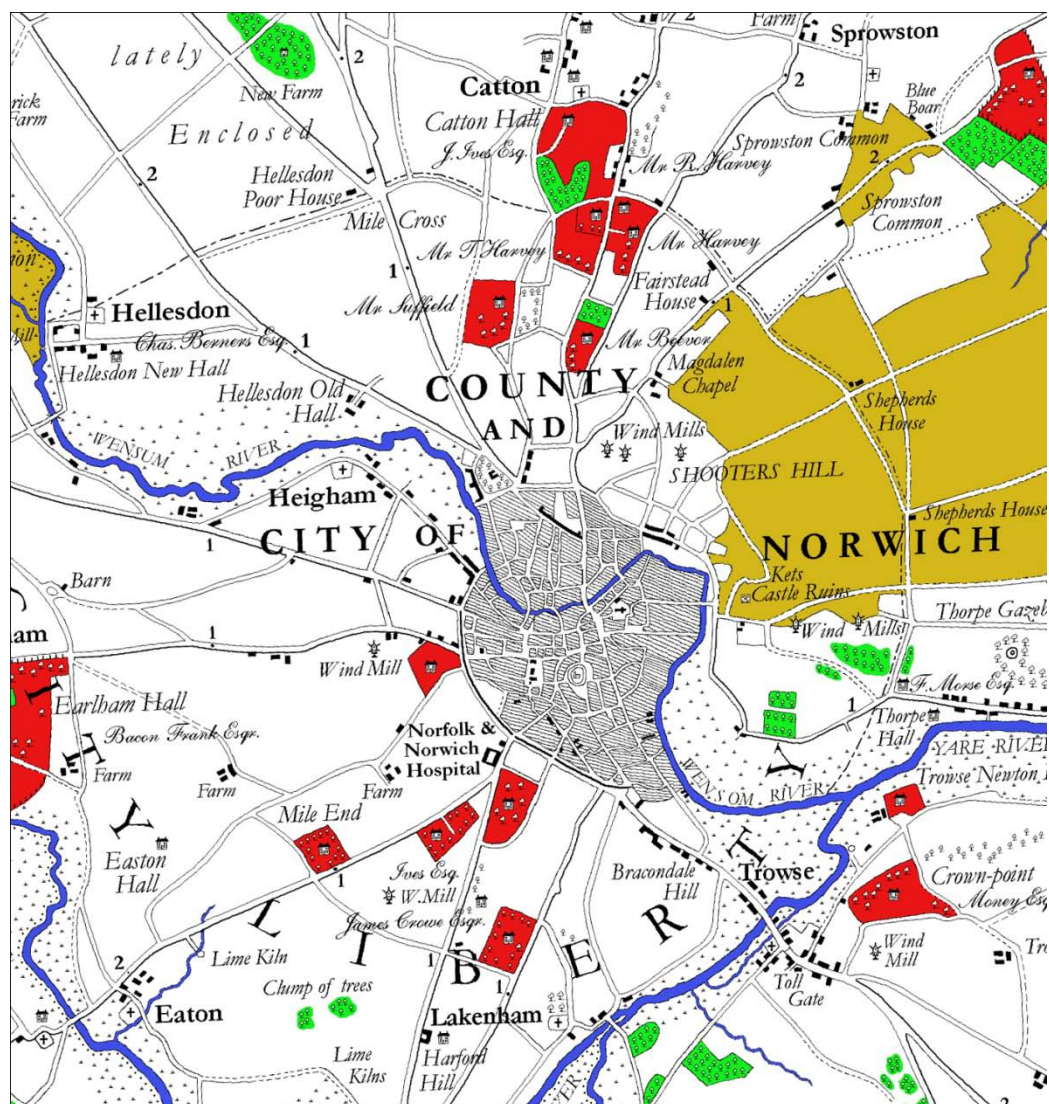 lately
2
Farm
2
Sprowston
New Farm
Catton
Blue
Boar
Farm
Enclosed
Catton Hall
2
J. Ives Esq.
Sprowston Common
2
2
Hellesdon
Poor House
Mr R. Harvey
Sprowston
Common
Mile Cross
Mr T. Harvey
Mr Harvey
1
Fairstead
House
1
Mr Suffield
Hellesdon
Chas. Berners Esq.
1
Mr Beevor
Magdalen
Chapel
Hellesdon New Hall
Hellesdon Old
Hall
COUNTY
AND
Shepherds
House
Wind Mills
WENSUM RIVER
SHOOTERS HILL
Heigham
Shepherds House
1
CITY OF
NORWICH
Barn
Kets
Castle Ruins
1
Thorpe Gazeb
Wind Mills
Wind Mill
Earlham Hall
F. Morse Esq.
1
Bacon Frank Esqr.
Norfolk &
Norwich
Hospital
Thorpe
Hall
YARE RIVER
Farm
Farm
Farm
WENSOM RIVER
Trowse Newton
Mile End
Easton
Hall
1
Ives Esq.
W. Mill
Bracondale
Hill
Trowse
Crown-point
Money Esq
James Crowe Esqr.
LIBERTY
Wind
Mill
Lime Kiln
1
1
2
Toll
Gate
Clump of trees
Eaton
Lakenham
Lime
Kilns
Harford
Hill
2